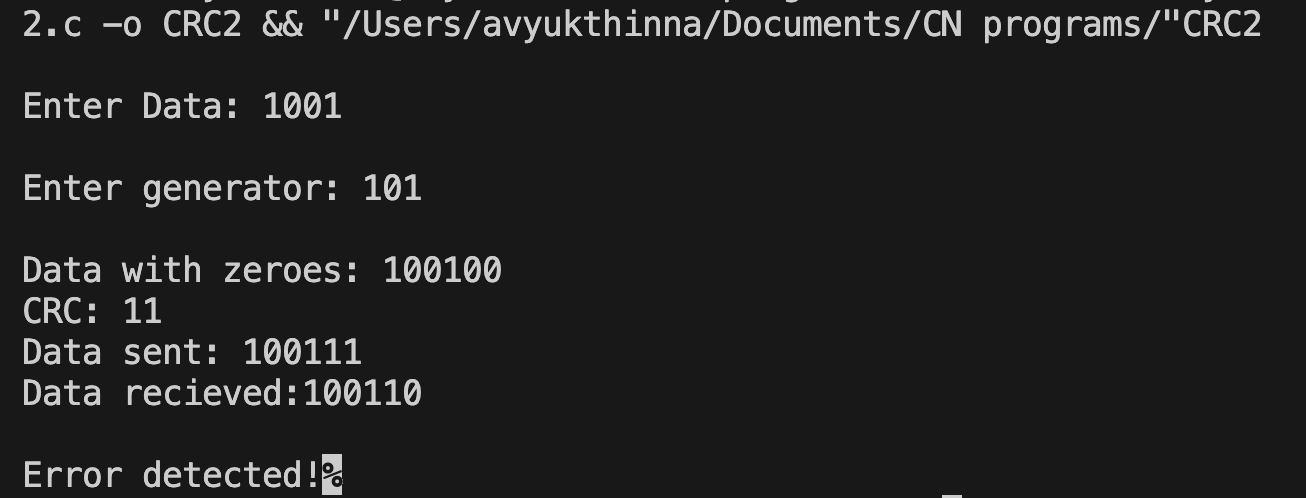 2.c -o CRC2 && "/Users/avyukthinna/Documents/CN programs/"CRC2
Enter Data: 1001
Enter generator: 101
Data with zeroes: 100100
CRC: 11
Data sent: 100111
Data recieved:100110
Error detected!%